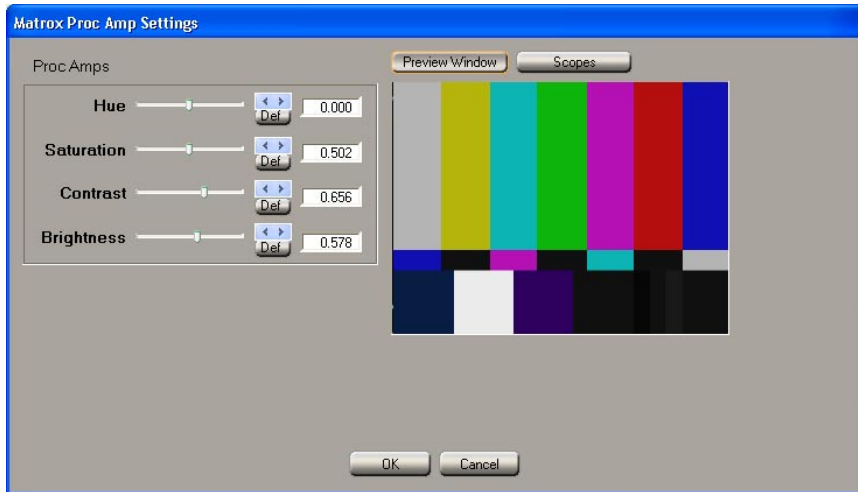 Matrox Proc Amp Settings
Proc Amps
Preview Window
Scopes
Hue
Def
0.000
Saturation
Def
0.502
Contrast
Def
0.656
Brightness
Def
0.578
OK
Cancel